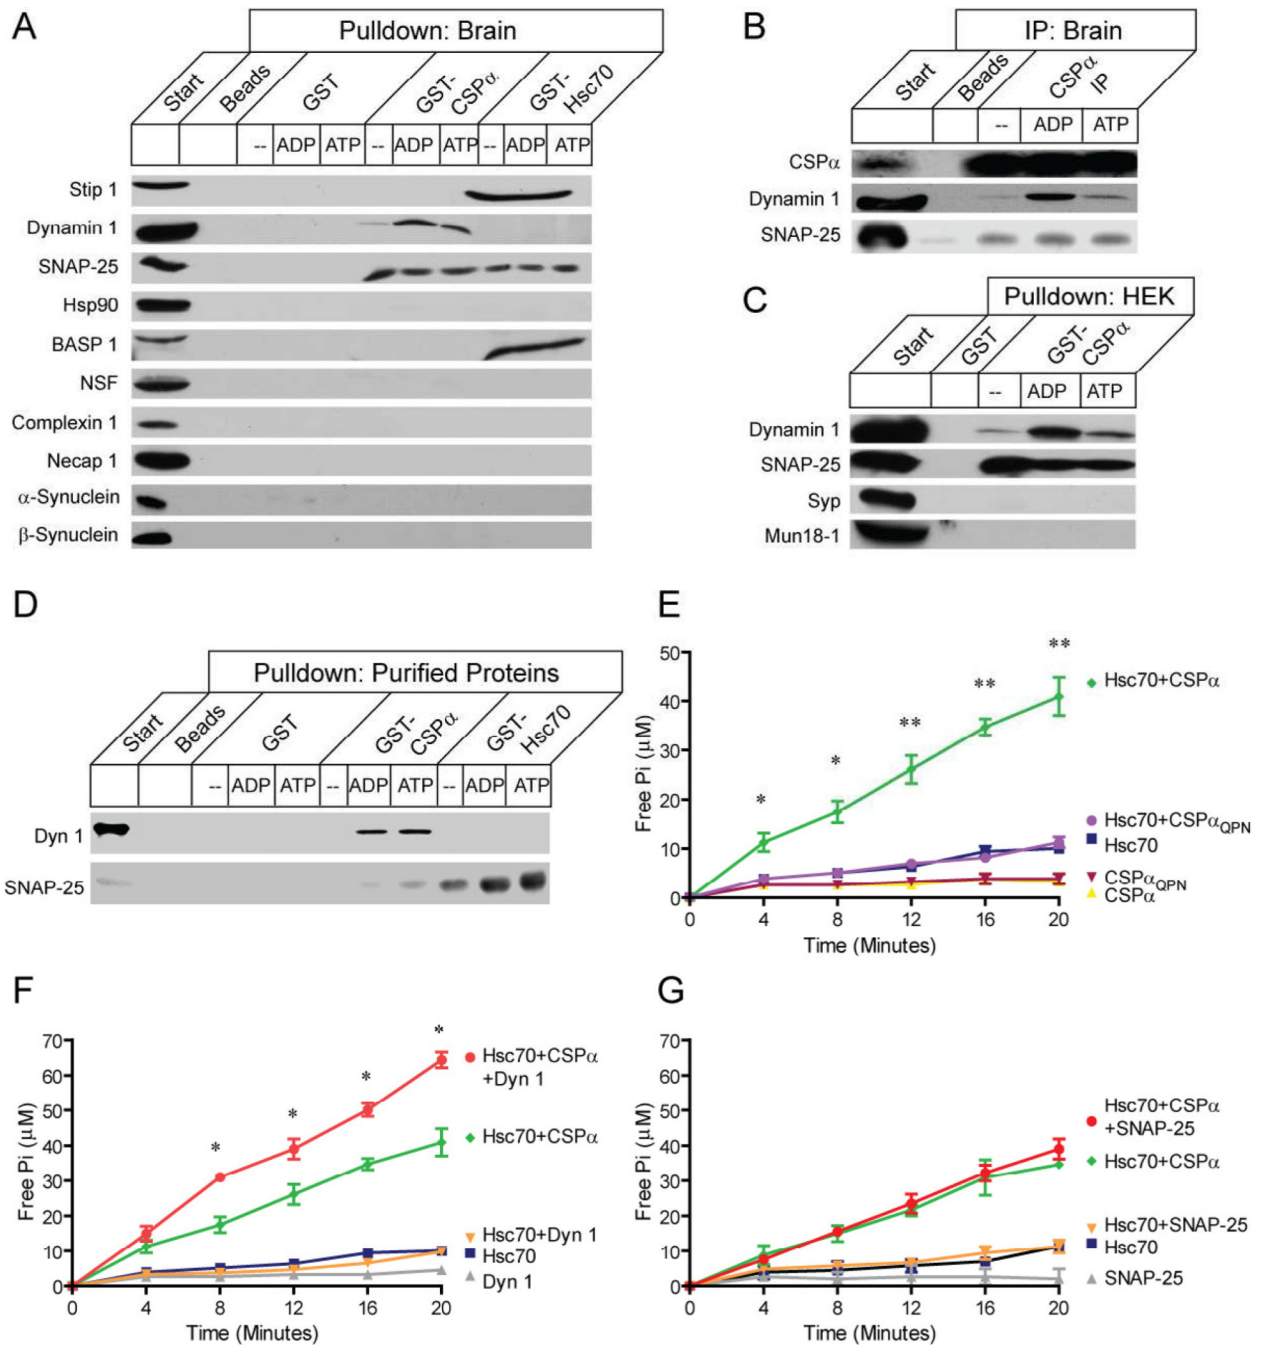 A
Pulldown: Brain
Start
Beads
GST
GST-
CSPα
GST-
Hsc70
-- ADP ATP -- ADP ATP -- ADP ATP
Stip 1
Dynamin 1
SNAP-25
Hsp90
BASP 1
NSF
Complexin 1
Necap 1
α-Synuclein
β-Synuclein
B
IP: Brain
Start
Beads
CSPα
IP
-- ADP ATP
CSPα
Dynamin 1
SNAP-25
C
Pulldown: HEK
Start
GST
GST-
CSPα
-- ADP ATP
Dynamin 1
SNAP-25
Syp
Mun18-1
D
Pulldown: Purified Proteins
Start
Beads
GST
GST-
CSPα
GST-
Hsc70
-- ADP ATP -- ADP ATP -- ADP ATP
Dyn 1
SNAP-25
E
Free Pi (μM)
50
40
30
20
10
0
* * ** ** **
Hsc70+CSPα
Hsc70+CSPαQPN
Hsc70
CSPαQPN
CSPα
0 4 8 12 16 20
Time (Minutes)
F
Free Pi (μM)
70
60
50
40
30
20
10
0
* * * *
Hsc70+CSPα
+Dyn 1
Hsc70+CSPα
Hsc70+Dyn 1
Hsc70
Dyn 1
0 4 8 12 16 20
Time (Minutes)
G
Free Pi (μM)
70
60
50
40
30
20
10
0
Hsc70+CSPα
+SNAP-25
Hsc70+CSPα
Hsc70+SNAP-25
Hsc70
SNAP-25
0 4 8 12 16 20
Time (Minutes)